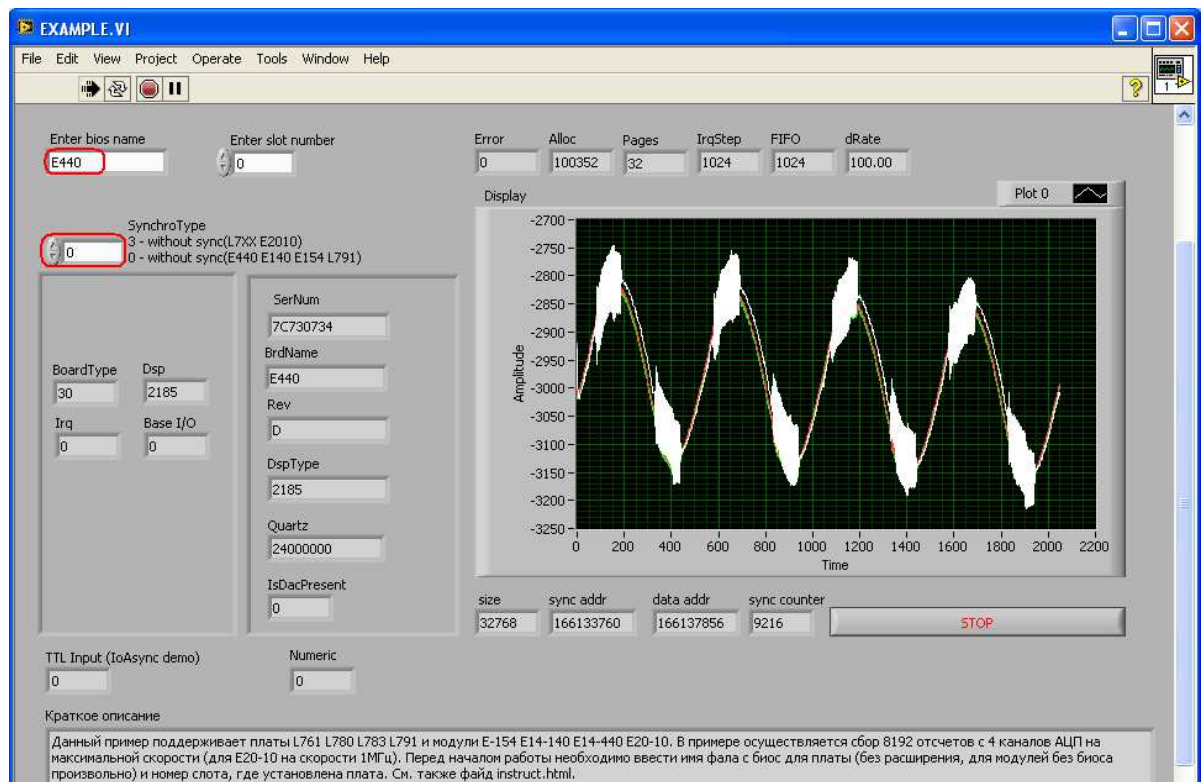 EXAMPLE.VI
File Edit View Project Operate Tools Window Help
1
Enter bios name
E440
Enter slot number
0
Error Alloc Pages IrqStep FIFO dRate
0 100352 32 1024 1024 100.00
Display
Plot 0
SynchroType
3 - without sync(L7XX E2010)
0 - without sync(E440 E140 E154 L791)
0
BoardType Dsp
30 2185
Irq Base I/O
0 0
SerNum
7C730734
BrdName
E440
Rev
D
DspType
2185
Quartz
24000000
IsDacPresent
0
Amplitude
-2700
-2750
-2800
-2850
-2900
-2950
-3000
-3050
-3100
-3150
-3200
-3250
0 200 400 600 800 1000 1200 1400 1600 1800 2000 2200
Time
size sync addr data addr sync counter
32768 166133760 166137856 9216
STOP
TTL Input (IoAsync demo)
0
Numeric
0
Краткое описание
Данный пример поддерживает платы L761 L780 L783 L791 и модули E-154 E14-140 E14-440 E20-10. В примере осуществляется сбор 8192 отсчетов с 4 каналов АЦП на
максимальной скорости (для E20-10 на скорости 1МГц). Перед началом работы необходимо ввести имя фала с биос для платы (без расширения, для модулей без биоса
произвольно) и номер слота, где установлена плата. См. также файл instruct.html.